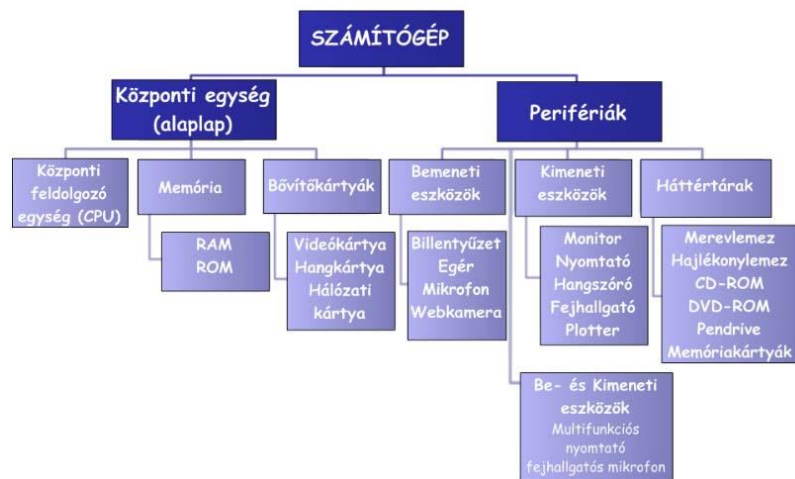 SZÁMÍTÓGÉP
Központi egység
(alaplap)
Perifériák
Központi
feldolgozó
egység (CPU)
Memória
Bővítőkártyák
Bemeneti
eszközök
Kimeneti
eszközök
Háttértárak
RAM
ROM
Videókártya
Hangkártya
Hálózati
kártya
Billentyűzet
Egér
Mikrofon
Webkamera
Monitor
Nyomtató
Hangszóró
Fejhallgató
Plotter
Merevlemez
Hajlékonylemez
CD-ROM
DVD-ROM
Pendrive
Memóriakártyák
Be- és Kimeneti
eszközök
Multifunkciós
nyomtató
fejhallgatós mikrofon